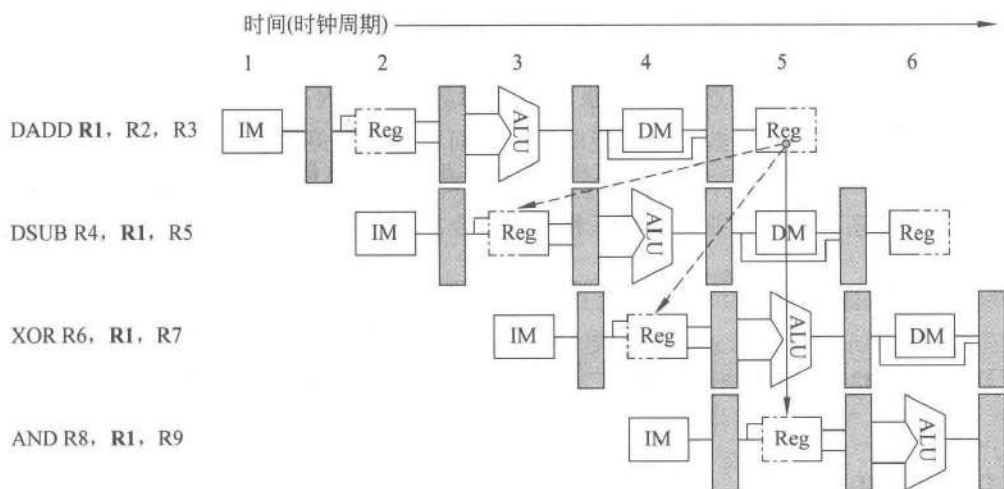 时间(时钟周期)
1 2 3 4 5 6
DADD R1，R2，R3 IM Reg ALU DM Reg
DSUB R4，R1，R5 IM Reg ALU DM Reg
XOR R6，R1，R7 IM Reg ALU DM
AND R8，R1，R9 IM Reg ALU